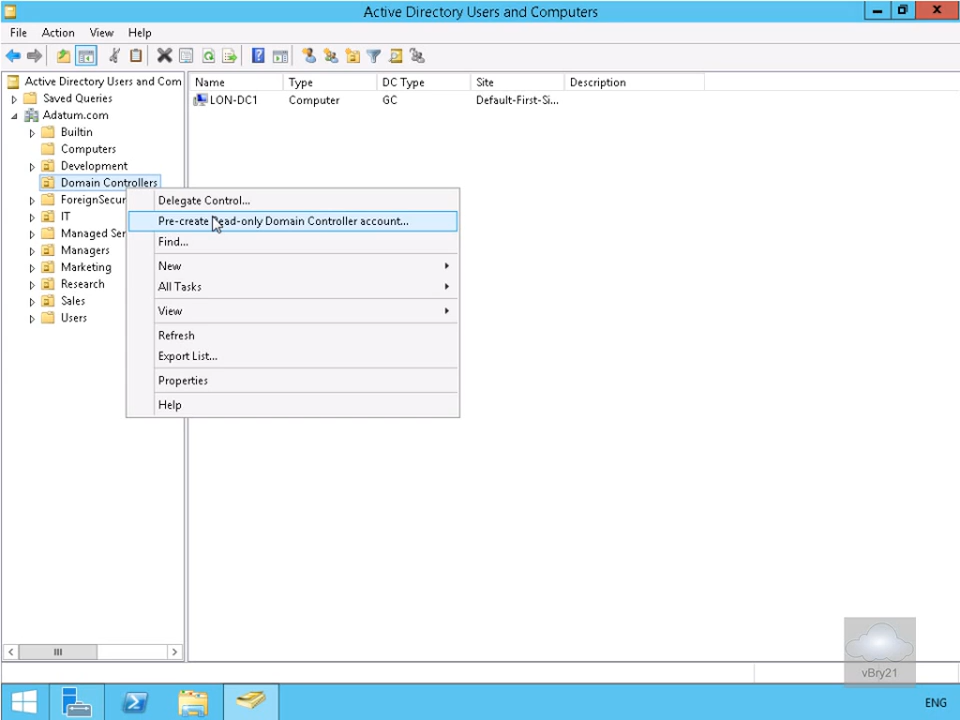 Active Directory Users and Computers
File Action View Help
Active Directory Users and Com
Saved Queries
Adatum.com
Builtin
Computers
Development
Domain Controllers
ForeignSecur
IT
Managed Ser
Managers
Marketing
Research
Sales
Users
Name Type DC Type Site Description
LON-DC1 Computer GC Default-First-Si...
Delegate Control...
Pre-create Read-only Domain Controller account...
Find...
New
All Tasks
View
Refresh
Export List...
Properties
Help
vBry21
ENG